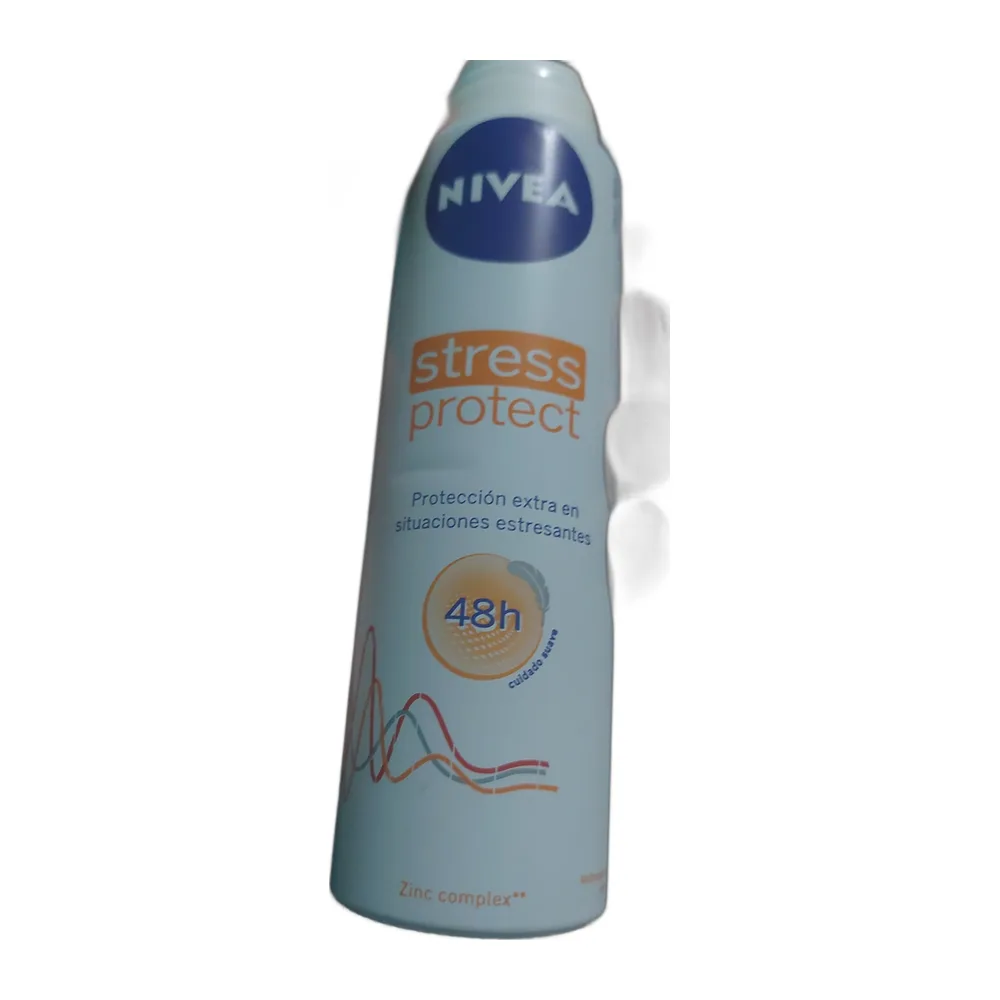 NIVEA
stress
protect
Protección extra en
situaciones estresantes
48h
cuidado suave
Zinc complex**